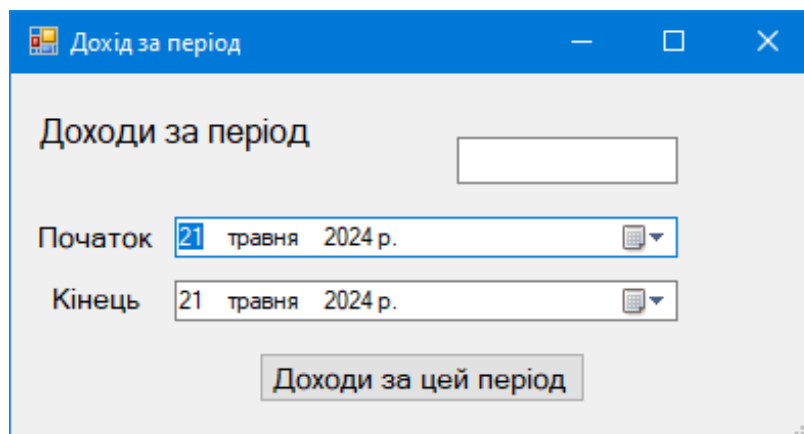 Дохід за період
Доходи за період
Початок 21 травня 2024 р.
Кінець 21 травня 2024 р.
Доходи за цей період